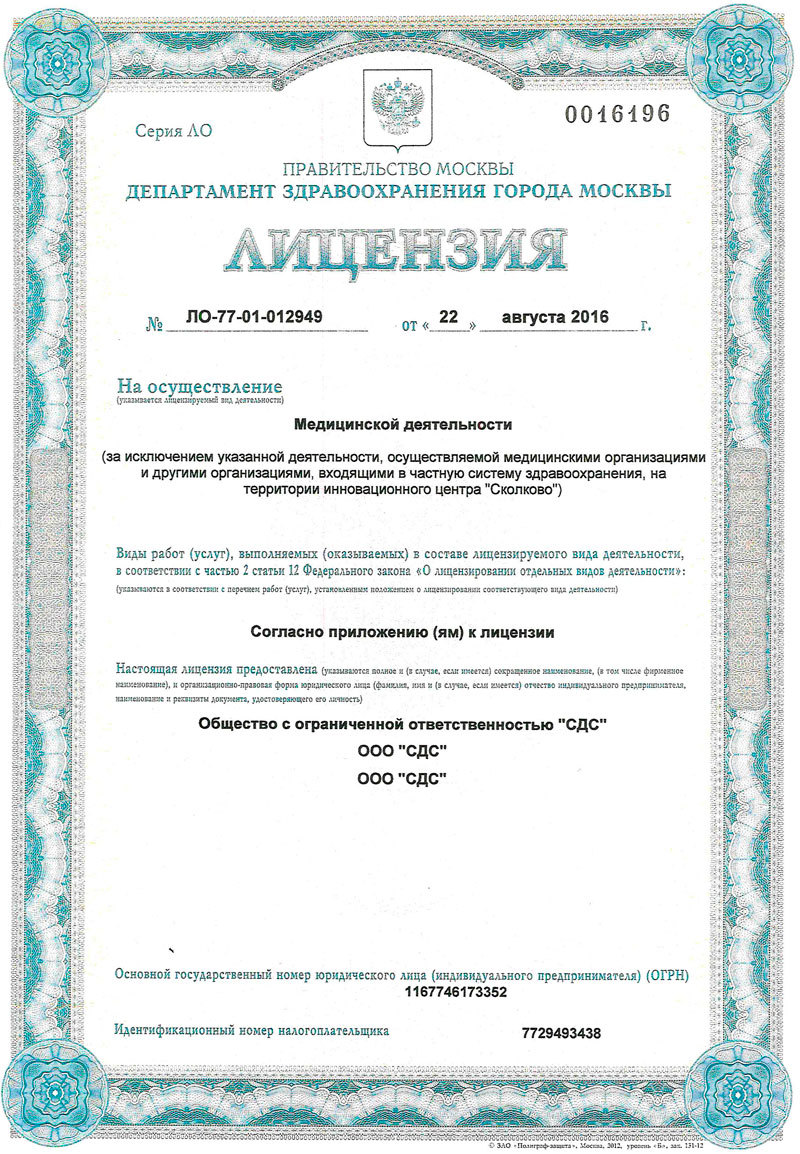 Серия ЛО
0016196
ПРАВИТЕЛЬСТВО МОСКВЫ
ДЕПАРТАМЕНТ ЗДРАВООХРАНЕНИЯ ГОРОДА МОСКВЫ
ЛИЦЕНЗИЯ
№ ЛО-77-01-012949 от «22» августа 2016 г.
На осуществление
(указывается лицензируемый вид деятельности)
Медицинской деятельности
(за исключением указанной деятельности, осуществляемой медицинскими организациями
и другими организациями, входящими в частную систему здравоохранения, на
территории инновационного центра "Сколково")
Виды работ (услуг), выполняемых (оказываемых) в составе лицензируемого вида деятельности,
в соответствии с частью 2 статьи 12 Федерального закона «О лицензировании отдельных видов деятельности»:
(указываются в соответствии с перечнем работ (услуг), установленным положением о лицензировании соответствующего вида деятельности)
Согласно приложению (ям) к лицензии
Настоящая лицензия предоставлена (указываются полное и (в случае, если имеется) сокращенное наименование, (в том числе фирменное
наименование), и организационно-правовая форма юридического лица (фамилия, имя и (в случае, если имеется) отчество индивидуального предпринимателя,
наименование и реквизиты документа, удостоверяющего его личность)
Общество с ограниченной ответственностью "СДС"
ООО "СДС"
ООО "СДС"
Основной государственный номер юридического лица (индивидуального предпринимателя) (ОГРН)
1167746173352
Идентификационный номер налогоплательщика 7729493438
© ЗАО «Полиграф-защита», Москва, 2012, уровень «Б», зак. 131-12